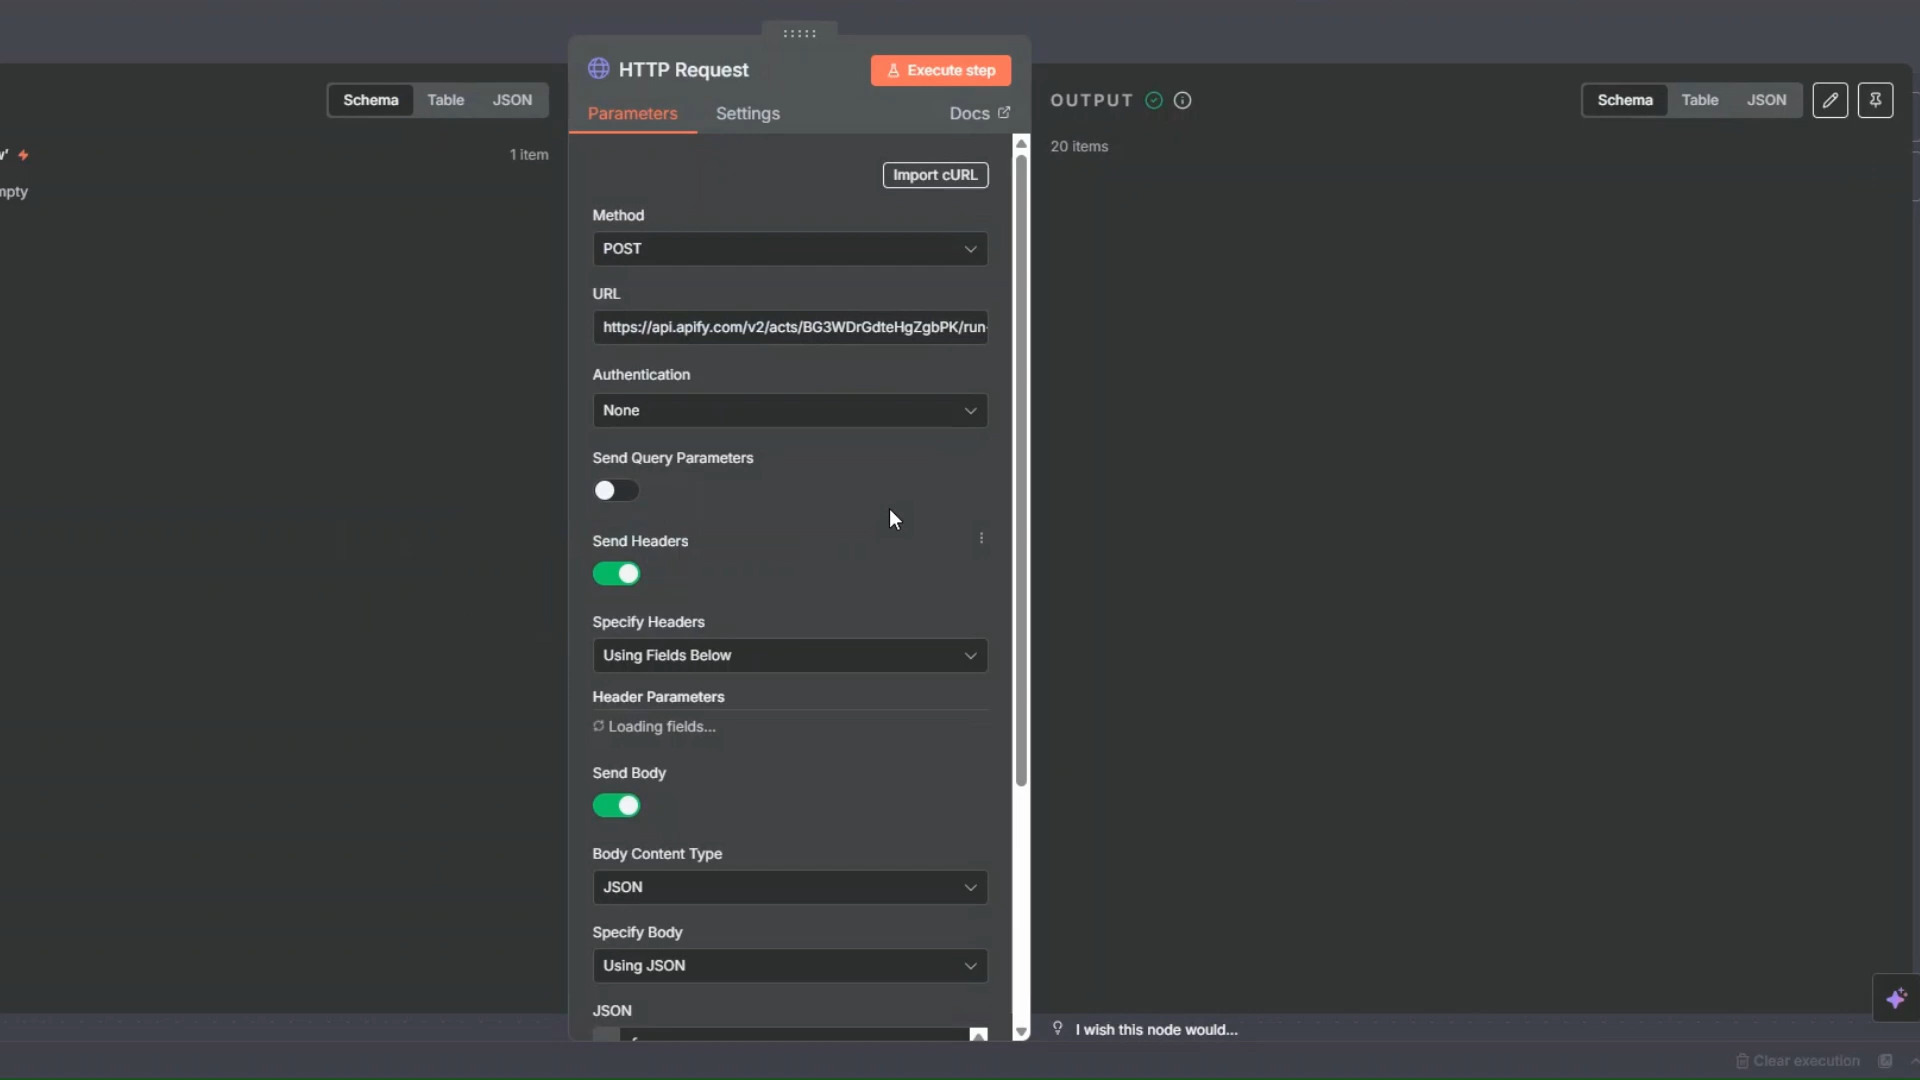 HTTP Request
Execute step
Parameters Settings Docs
Schema Table JSON
1 item
Import cURL
Method
POST
URL
https://api.apify.com/v2/acts/BG3WDrGdteHgZgbPK/run-
Authentication
None
Send Query Parameters
Send Headers
Specify Headers
Using Fields Below
Header Parameters
Loading fields...
Send Body
Body Content Type
JSON
Specify Body
Using JSON
JSON
OUTPUT
Schema Table JSON
20 items
I wish this node would...
Clear execution